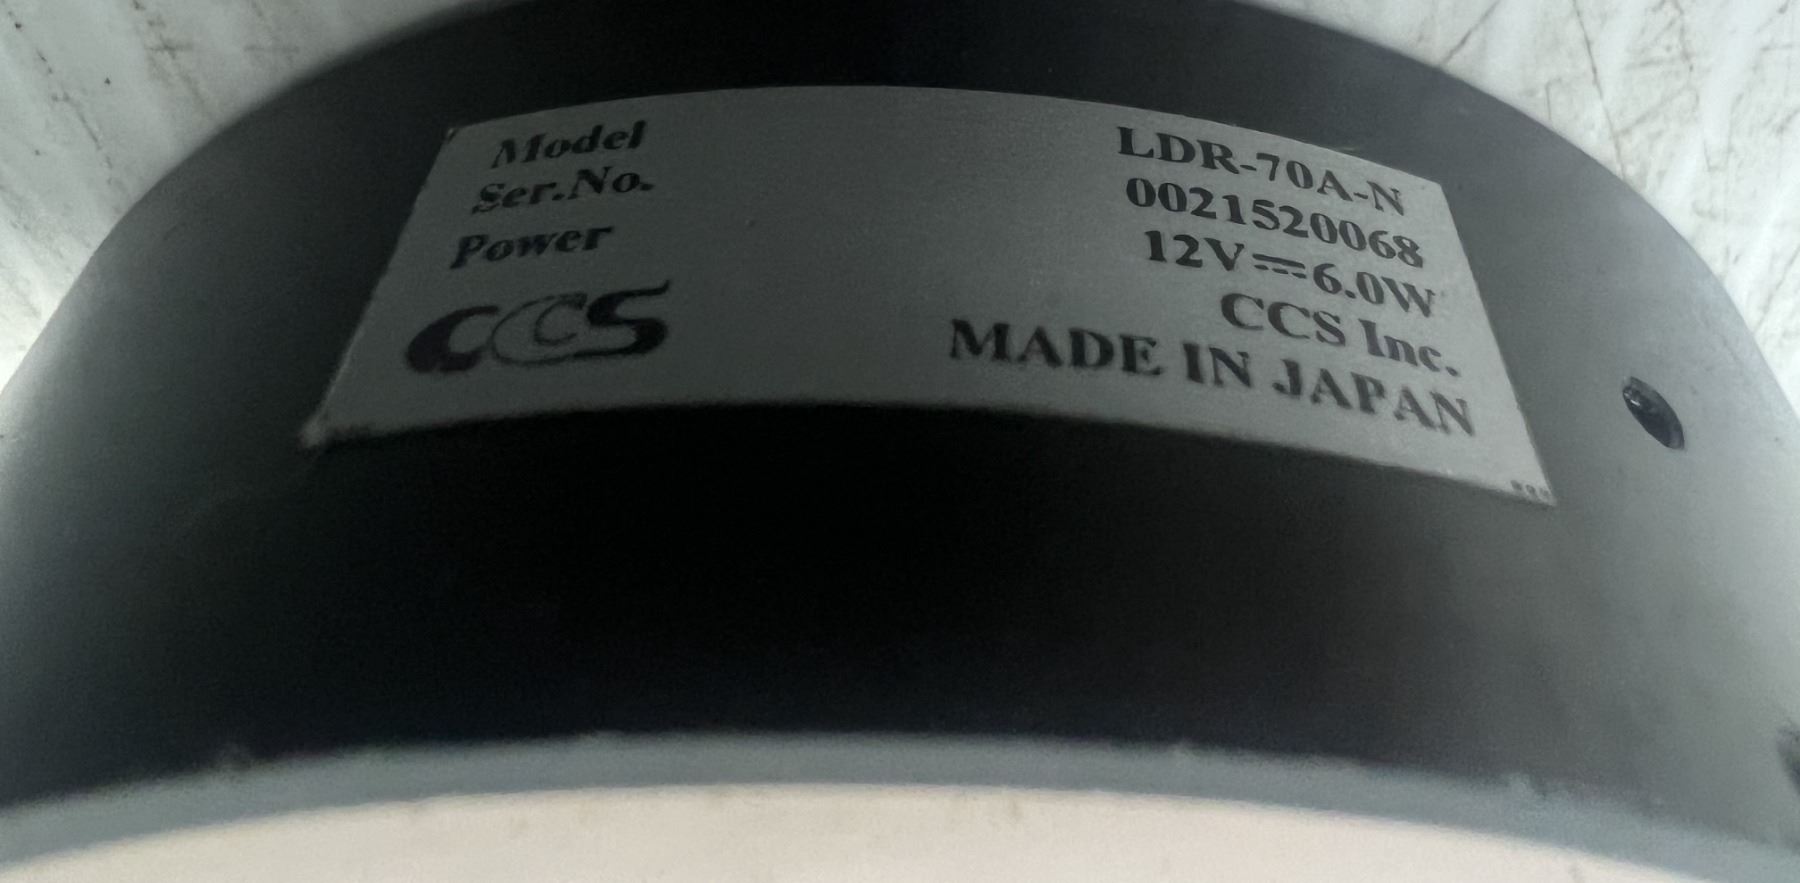 Model LDR-70A-N
Ser.No. 0021520068
Power 12V⎓6.0W
CCS CCS Inc.
MADE IN JAPAN